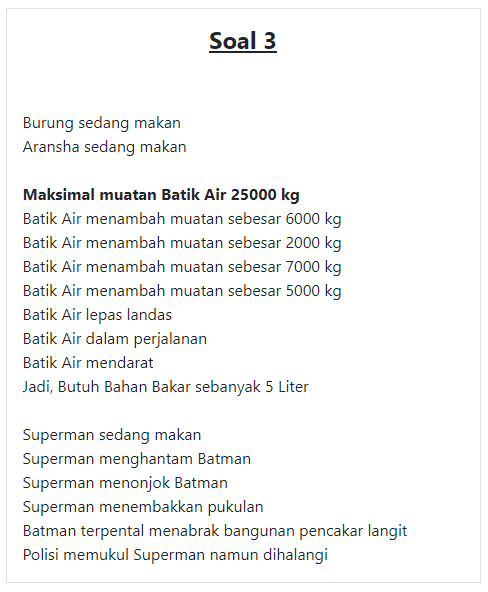 Soal 3
Burung sedang makan
Aransha sedang makan
Maksimal muatan Batik Air 25000 kg
Batik Air menambah muatan sebesar 6000 kg
Batik Air menambah muatan sebesar 2000 kg
Batik Air menambah muatan sebesar 7000 kg
Batik Air menambah muatan sebesar 5000 kg
Batik Air lepas landas
Batik Air dalam perjalanan
Batik Air mendarat
Jadi, Butuh Bahan Bakar sebanyak 5 Liter
Superman sedang makan
Superman menghantam Batman
Superman menonjok Batman
Superman menembakkan pukulan
Batman terpental menabrak bangunan pencakar langit
Polisi memukul Superman namun dihalangi